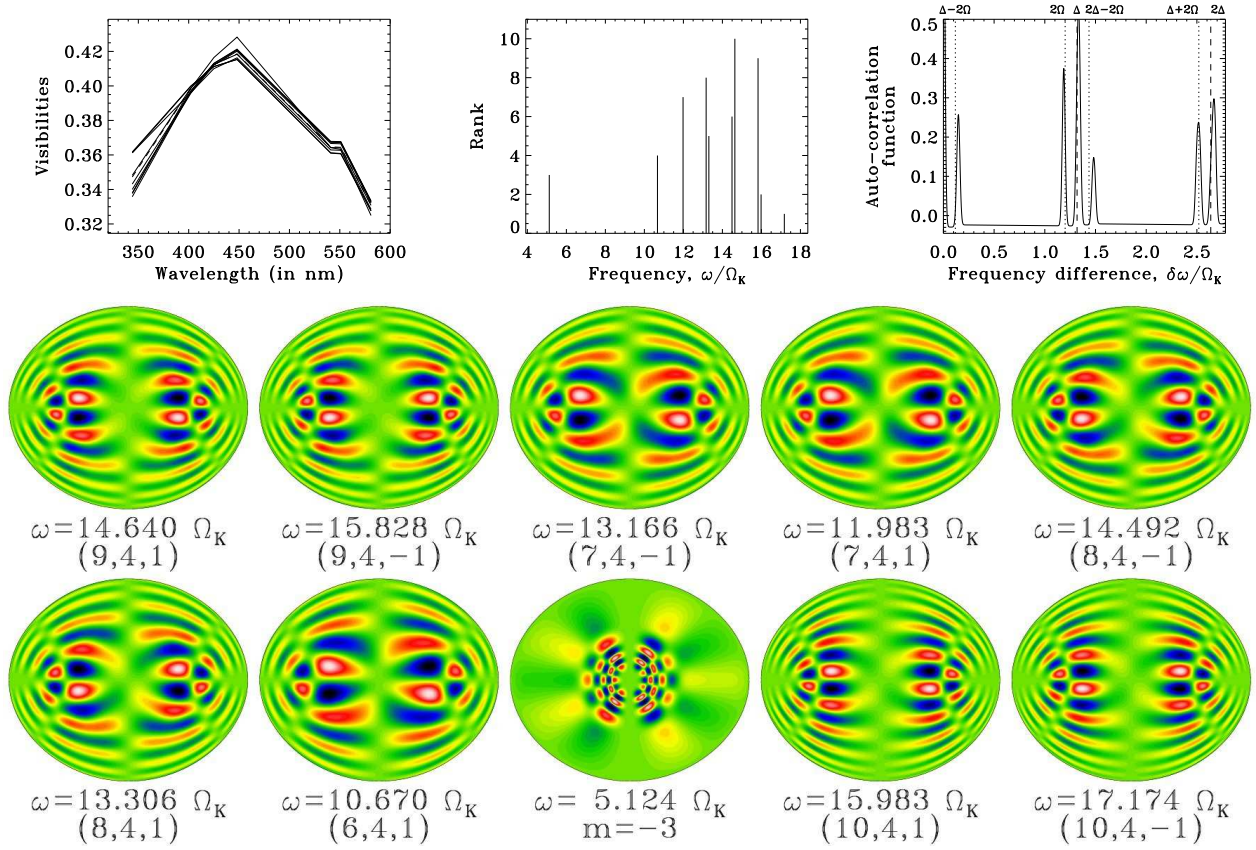 0.42
0.40
0.38
0.36
0.34
0.32
Visibilities
350 400 450 500 550 600
Wavelength (in nm)
10
8
6
4
2
0
Rank
4 6 8 10 12 14 16 18
Frequency, ω/Ω_K
Δ−2Ω 2Ω Δ 2Δ−2Ω Δ+2Ω 2Δ
0.5
0.4
0.3
0.2
0.1
0.0
Auto-correlation
function
0.0 0.5 1.0 1.5 2.0 2.5
Frequency difference, δω/Ω_K
ω=14.640 Ω_K
(9,4,1)
ω=15.828 Ω_K
(9,4,−1)
ω=13.166 Ω_K
(7,4,−1)
ω=11.983 Ω_K
(7,4,1)
ω=14.492 Ω_K
(8,4,−1)
ω=13.306 Ω_K
(8,4,1)
ω=10.670 Ω_K
(6,4,1)
ω= 5.124 Ω_K
m=−3
ω=15.983 Ω_K
(10,4,1)
ω=17.174 Ω_K
(10,4,−1)